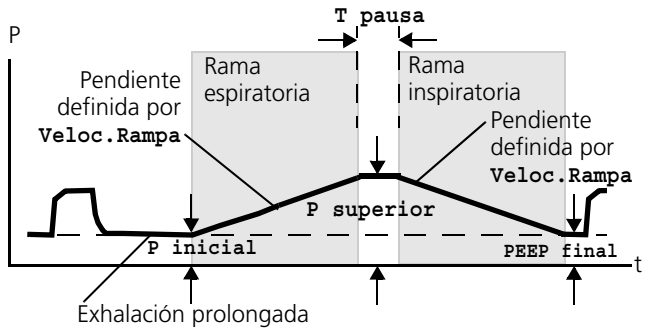 T pausa
P
Rama
espiratoria
Rama
inspiratoria
Pendiente
definida por
Veloc.Rampa
Pendiente
definida por
Veloc.Rampa
P superior
P inicial
PEEP final
t
Exhalación prolongada